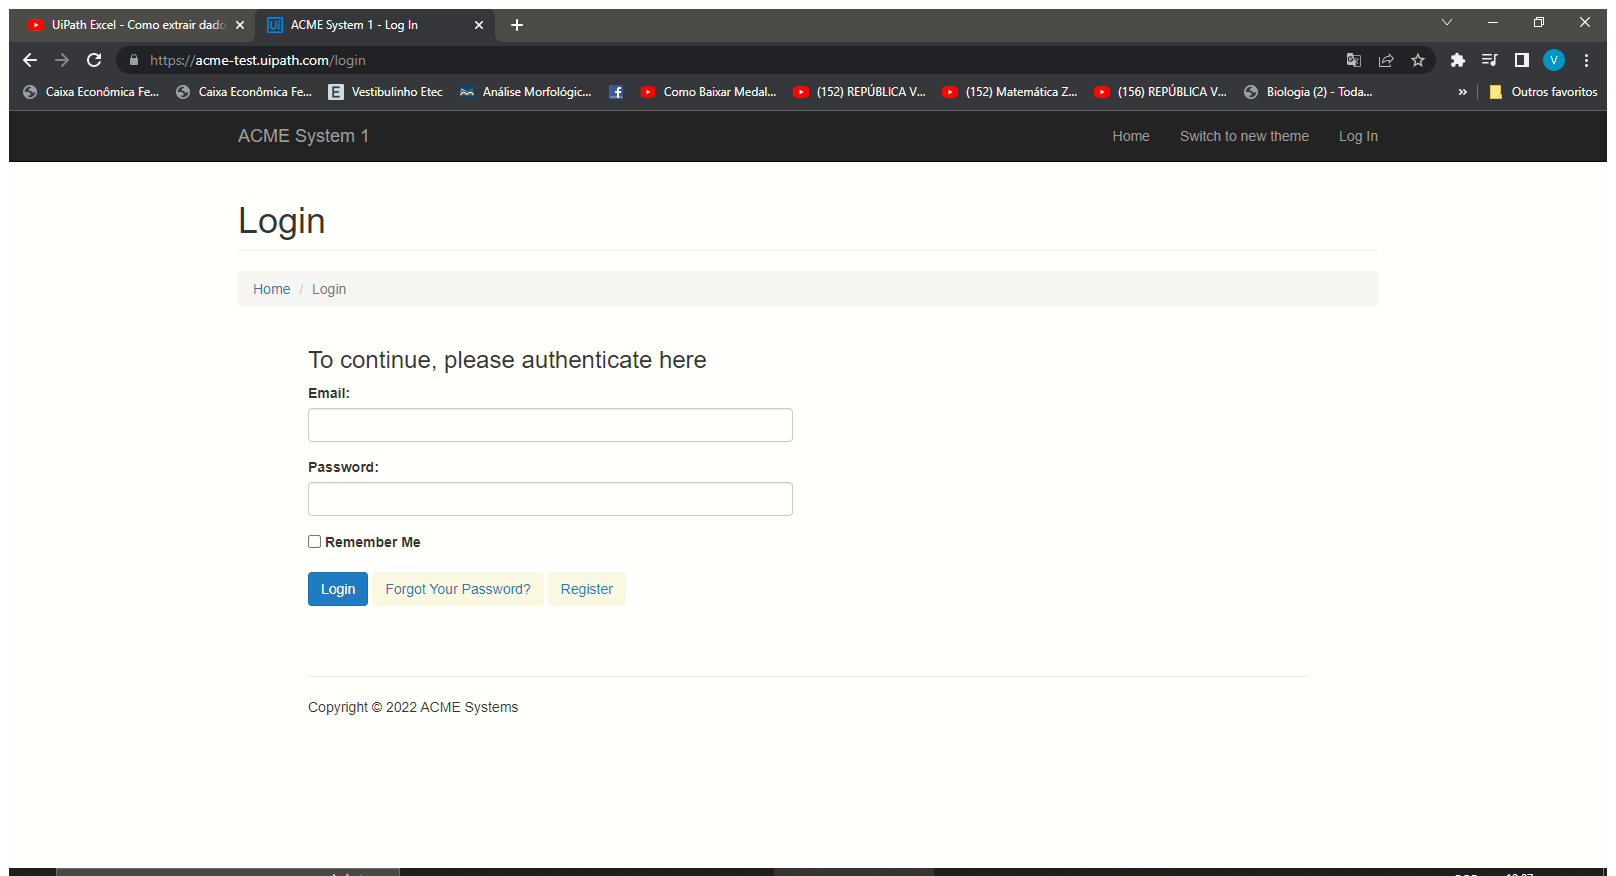 UiPath Excel - Como extrair dado
ACME System 1 - Log In
https://acme-test.uipath.com/login
V
Caixa Econômica Fe...
Caixa Econômica Fe...
E Vestibulinho Etec
Análise Morfológic...
Como Baixar Medal...
(152) REPÚBLICA V...
(152) Matemática Z...
(156) REPÚBLICA V...
Biologia (2) - Toda...
»
Outros favoritos
ACME System 1
Home
Switch to new theme
Log In
Login
Home / Login
To continue, please authenticate here
Email:
Password:
Remember Me
Login
Forgot Your Password?
Register
Copyright © 2022 ACME Systems